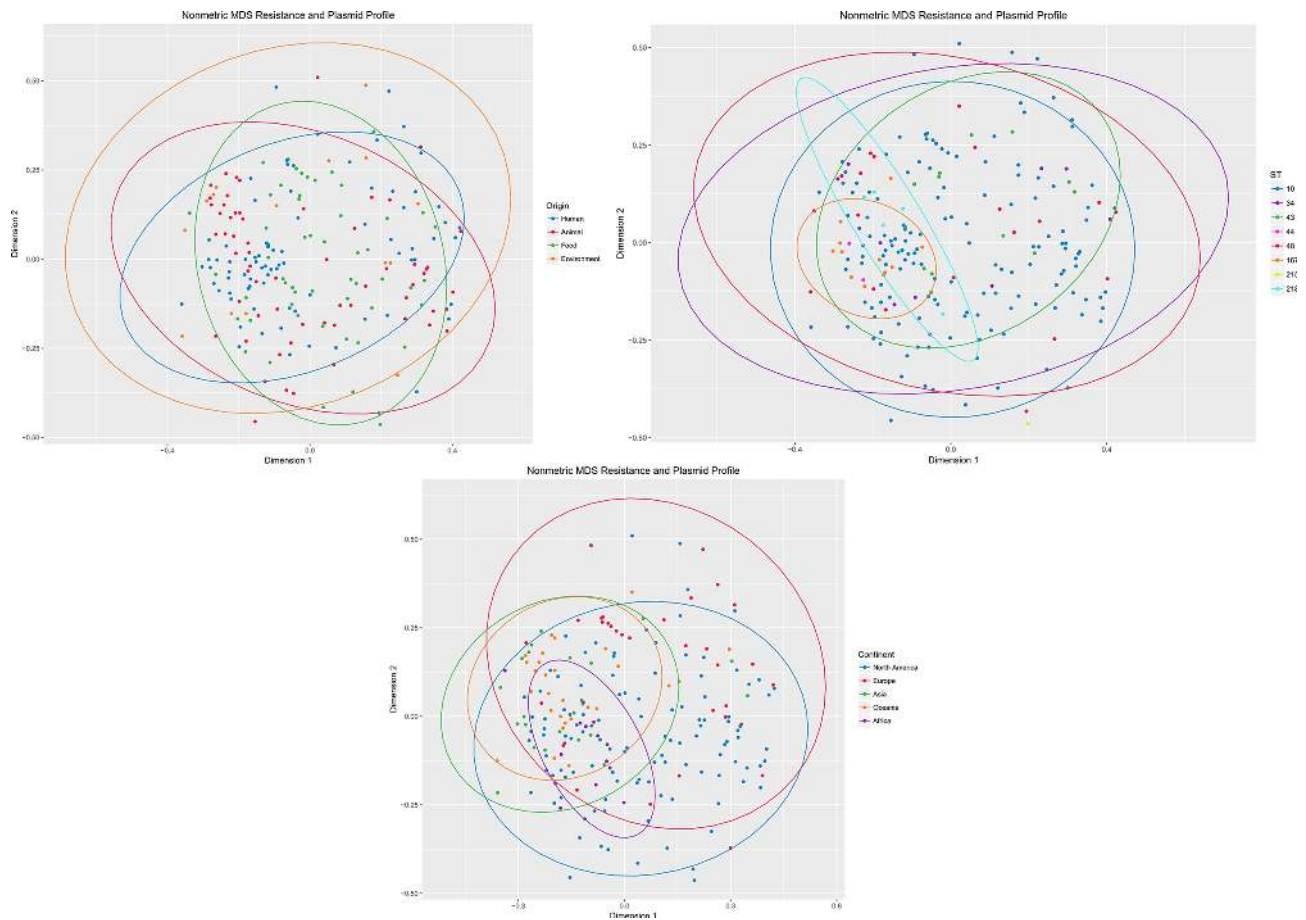 Nonmetric MDS Resistance and Plasmid Profile
0.50
0.25
0.00
−0.25
−0.50
Dimension 2
−0.4
0.0
0.4
Dimension 1
Origin
Human
Animal
Environment
Nonmetric MDS Resistance and Plasmid Profile
0.50
0.25
0.00
−0.25
−0.50
Dimension 2
−0.4
0.0
0.4
Dimension 1
ST
10
34
43
44
48
167
218
Nonmetric MDS Resistance and Plasmid Profile
0.50
0.25
0.00
−0.25
−0.50
Dimension 2
0.0
0.3
0.6
Dimension 1
Continent
North America
Europe
Asia
Oceania
Africa